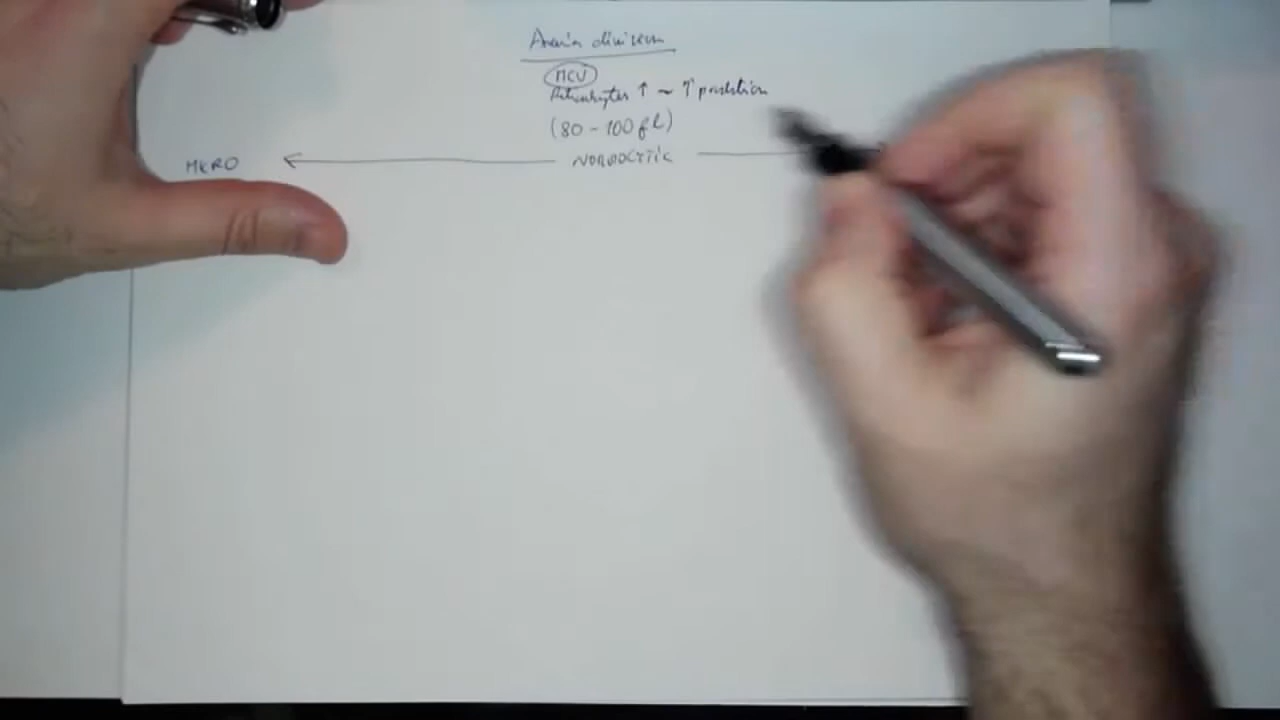 Anemia division
MCV
Reticulocytes ↑ ~ ↑ production
(80-100 fl)
MICRO ← NORMOCYTIC